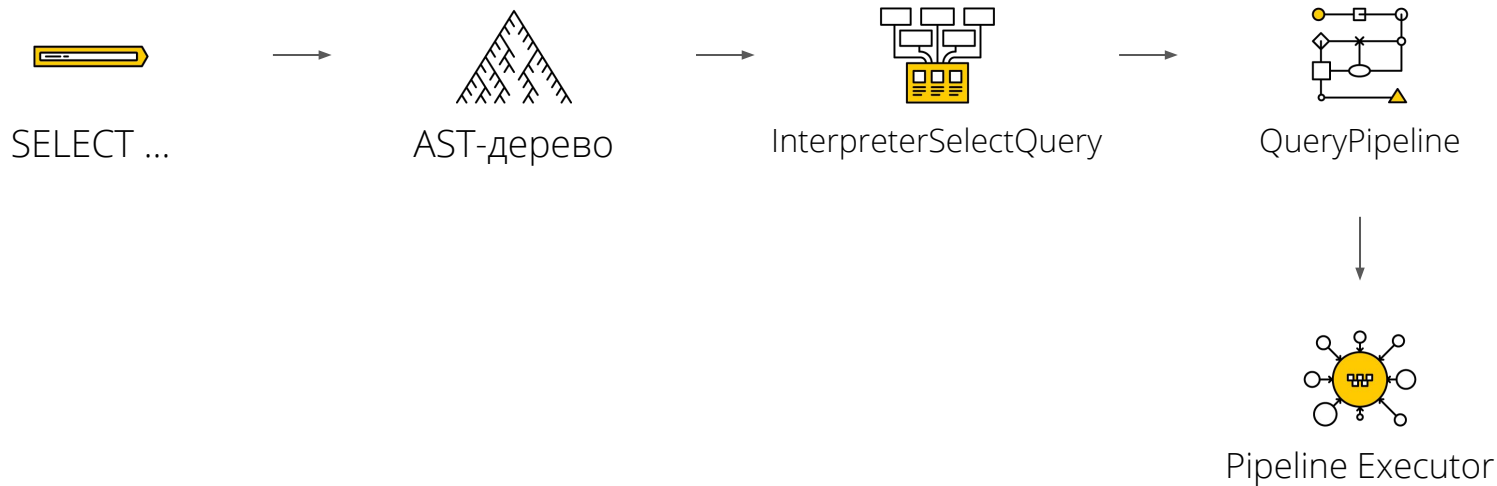 SELECT ...
AST-дерево
InterpreterSelectQuery
QueryPipeline
Pipeline Executor